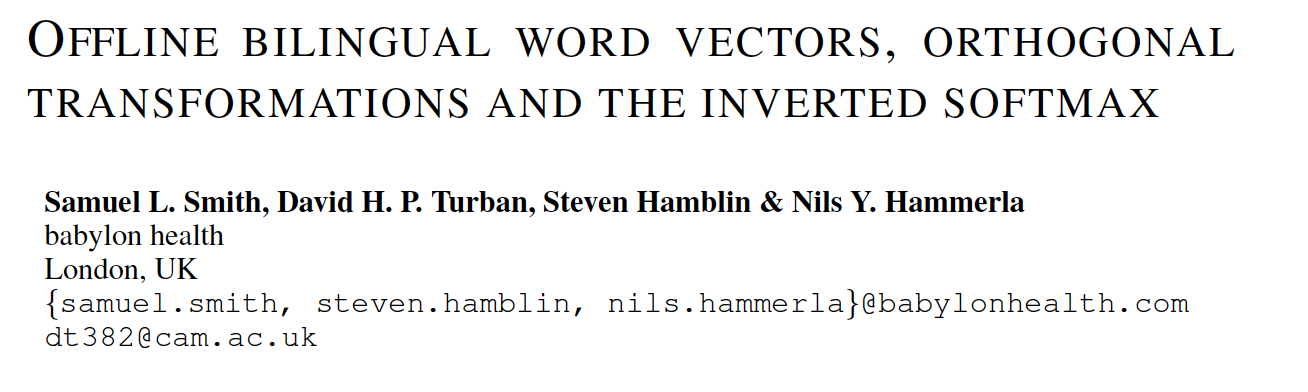 OFFLINE BILINGUAL WORD VECTORS, ORTHOGONAL
TRANSFORMATIONS AND THE INVERTED SOFTMAX
Samuel L. Smith, David H. P. Turban, Steven Hamblin & Nils Y. Hammerla
babylon health
London, UK
{samuel.smith, steven.hamblin, nils.hammerla}@babylonhealth.com
dt382@cam.ac.uk